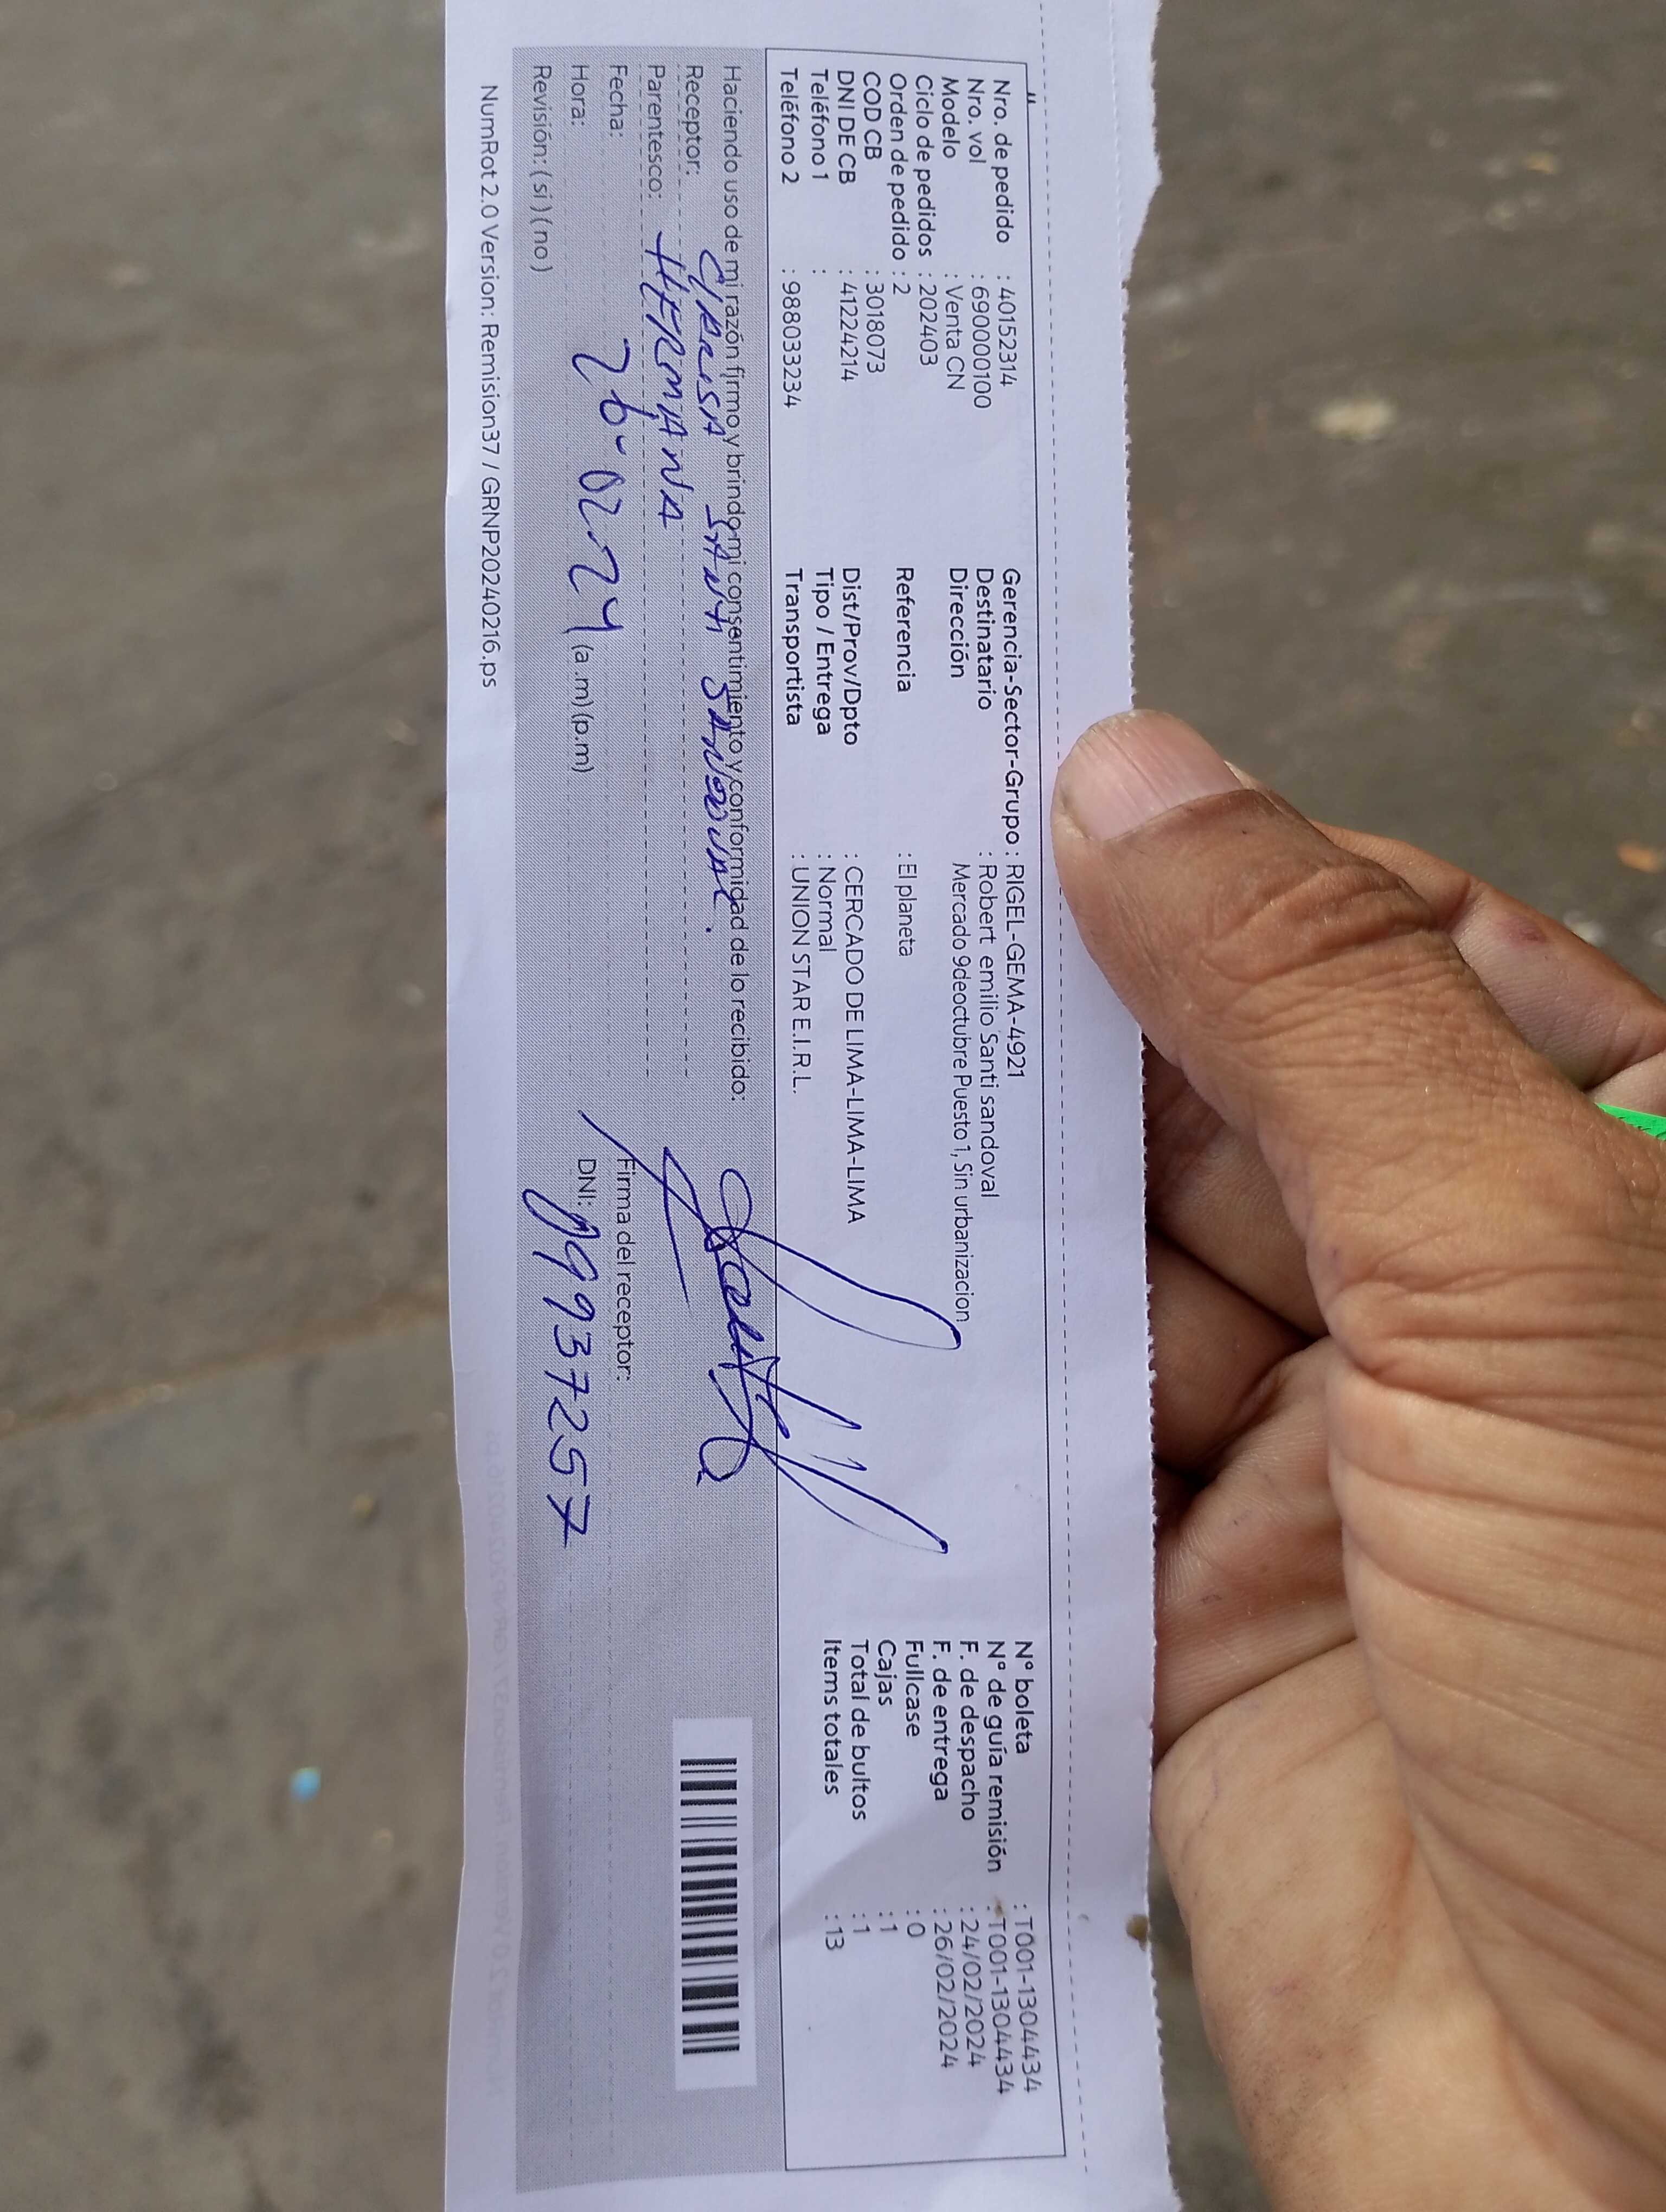 Nro. de pedido : 40152314
Nro. vol : 6900000100
Modelo : Venta CN
Ciclo de pedidos : 202403
Orden de pedido : 2
COD CB : 3018073
DNI DE CB : 41224214
Teléfono 1 :
Teléfono 2 : 988033234
Gerencia-Sector-Grupo : RIGEL-GEMA-4921
Destinatario : Robert emilio Santi sandoval
Dirección Mercado 9deoctubre Puesto 1, Sin urbanizacion
Referencia : El planeta
Dist/Prov/Dpto : CERCADO DE LIMA-LIMA-LIMA
Tipo / Entrega : Normal
Transportista : UNION STAR E.I.R.L.
N° boleta : T001-1304434
N° de guía remisión : T001-1304434
F. de despacho : 24/02/2024
F. de entrega : 26/02/2024
Fullcase : 0
Cajas : 1
Total de bultos : 1
Items totales : 13
Haciendo uso de mi razón firmo y brindo mi consentimiento y conformidad de lo recibido:
Receptor: SANTI SANDOVAL.
Parentesco: HERMANA
Fecha: 26-02-24
Hora: (a.m) (p.m)
Revisión: ( si ) ( no )
Firma del receptor:
DNI: 09937257
NumRot 2.0 Version: Remision37 / GRNP20240216.ps